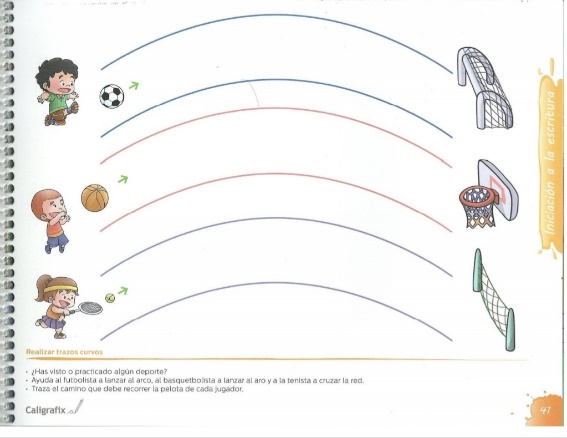 Iniciación a la escritura
Realizar trazos curvos
• ¿Has visto o practicado algún deporte?
• Ayuda al futbolista a lanzar al arco, al basquetbolista a lanzar al aro y a la tenista a cruzar la red.
• Traza el camino que debe recorrer la pelota de cada jugador.
Caligrafix
41